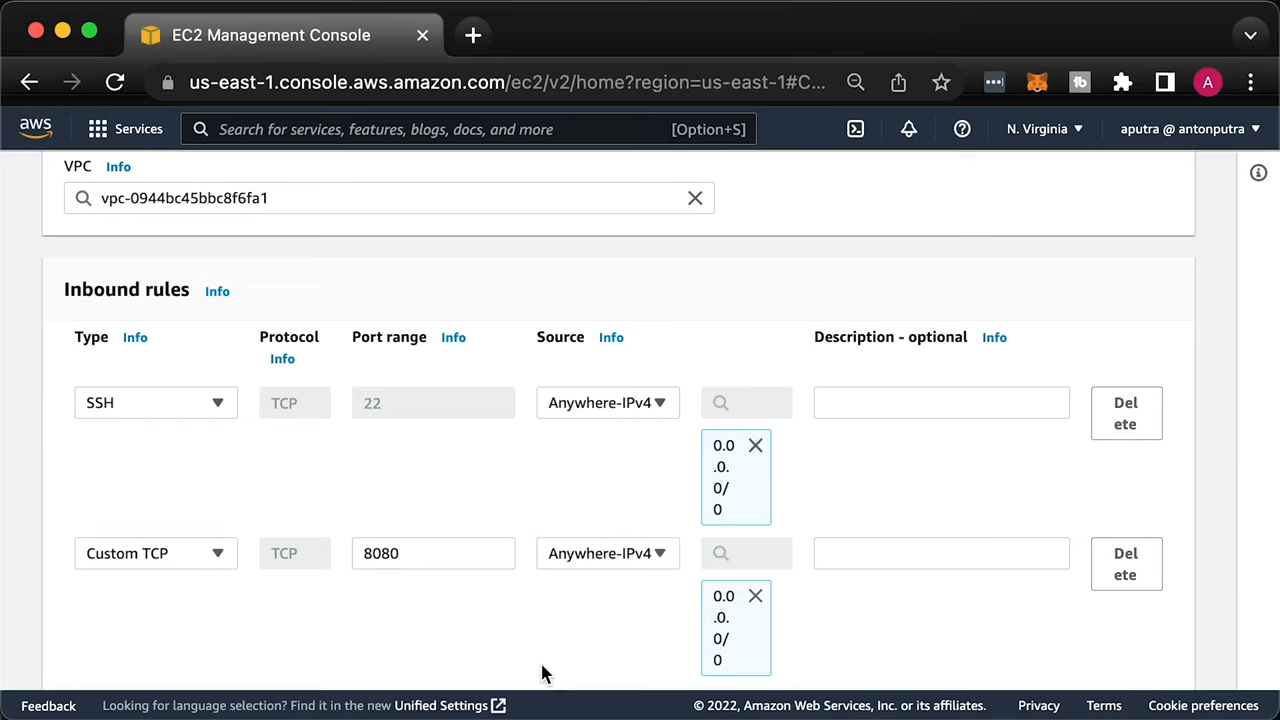 EC2 Management Console
us-east-1.console.aws.amazon.com/ec2/v2/home?region=us-east-1#C...
A
aws
Services
Search for services, features, blogs, docs, and more
[Option+S]
N. Virginia
aputra @ antonputra
VPC Info
vpc-0944bc45bbc8f6fa1
Inbound rules Info
Type Info
Protocol
Info
Port range Info
Source Info
Description - optional Info
SSH
TCP
22
Anywhere-IPv4
0.0
.0.
0/
0
Del
ete
Custom TCP
TCP
8080
Anywhere-IPv4
0.0
.0.
0/
0
Del
ete
Feedback
Looking for language selection? Find it in the new Unified Settings
© 2022, Amazon Web Services, Inc. or its affiliates.
Privacy
Terms
Cookie preferences